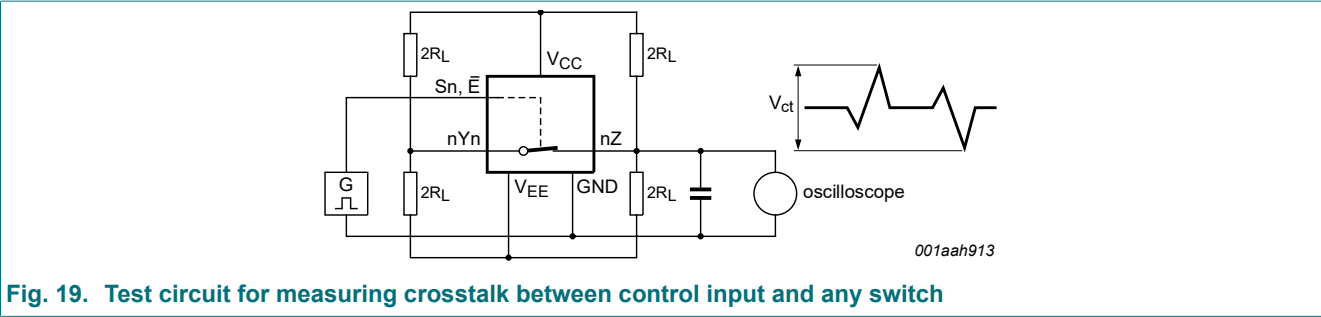 2RL
VCC
2RL
Sn, E̅
Vct
nYn
nZ
G
2RL
VEE
GND
2RL
oscilloscope
001aah913
Fig. 19. Test circuit for measuring crosstalk between control input and any switch